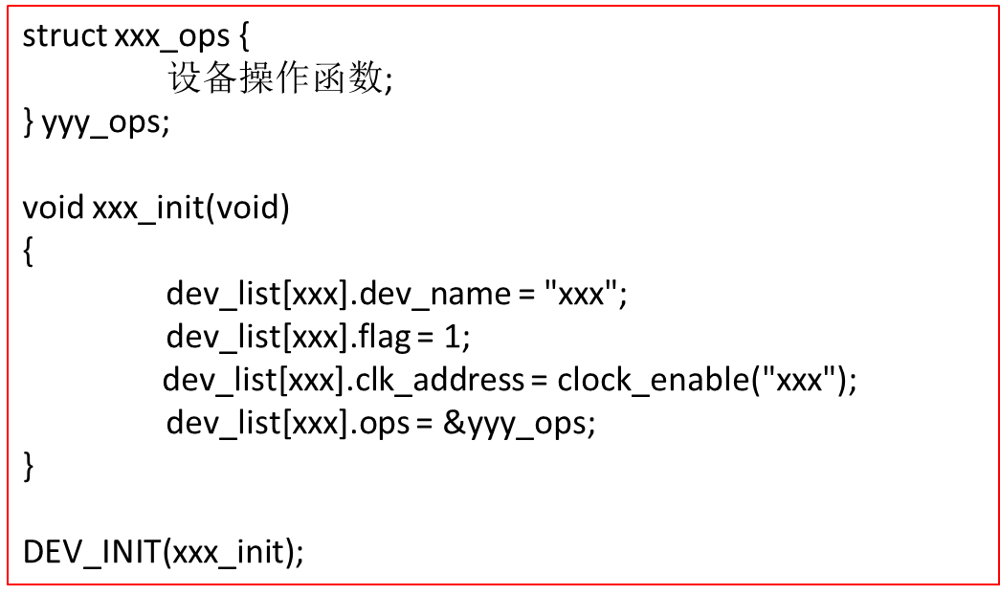 struct xxx_ops {
设备操作函数;
} yyy_ops;
void xxx_init(void)
{
dev_list[xxx].dev_name = "xxx";
dev_list[xxx].flag = 1;
dev_list[xxx].clk_address = clock_enable("xxx");
dev_list[xxx].ops = &yyy_ops;
}
DEV_INIT(xxx_init);